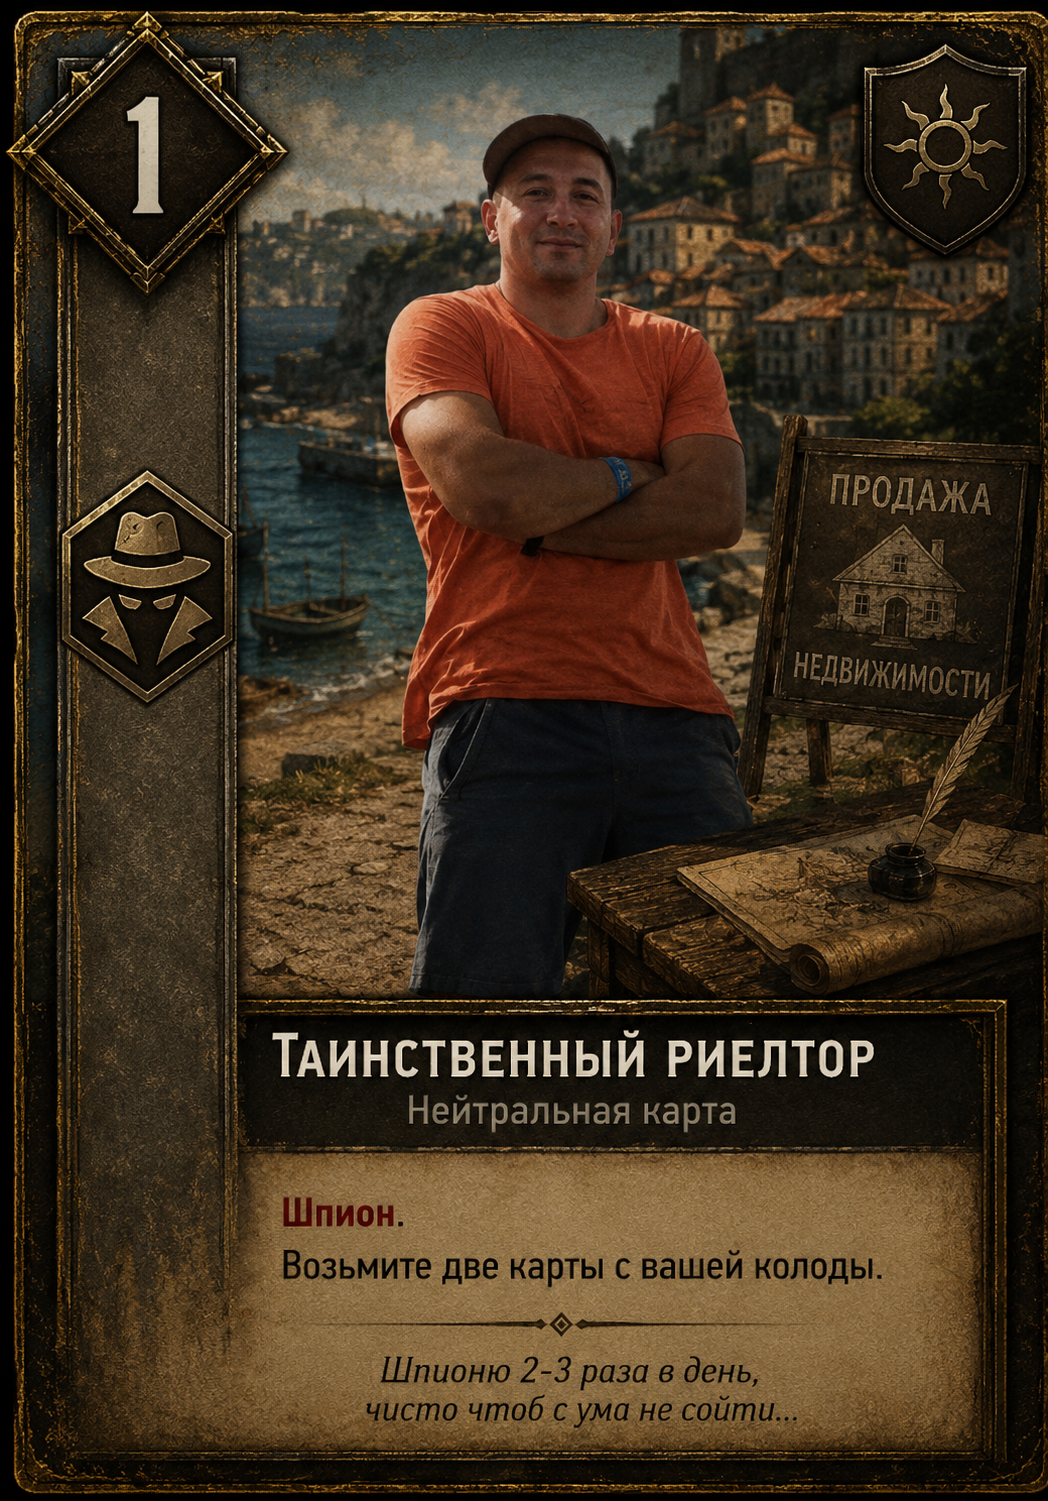 1
ПРОДАЖА
НЕДВИЖИМОСТИ
Таинственный риелтор
Нейтральная карта
Шпион.
Возьмите две карты с вашей колоды.
Шпионю 2-3 раза в день,
чисто чтоб с ума не сойти...